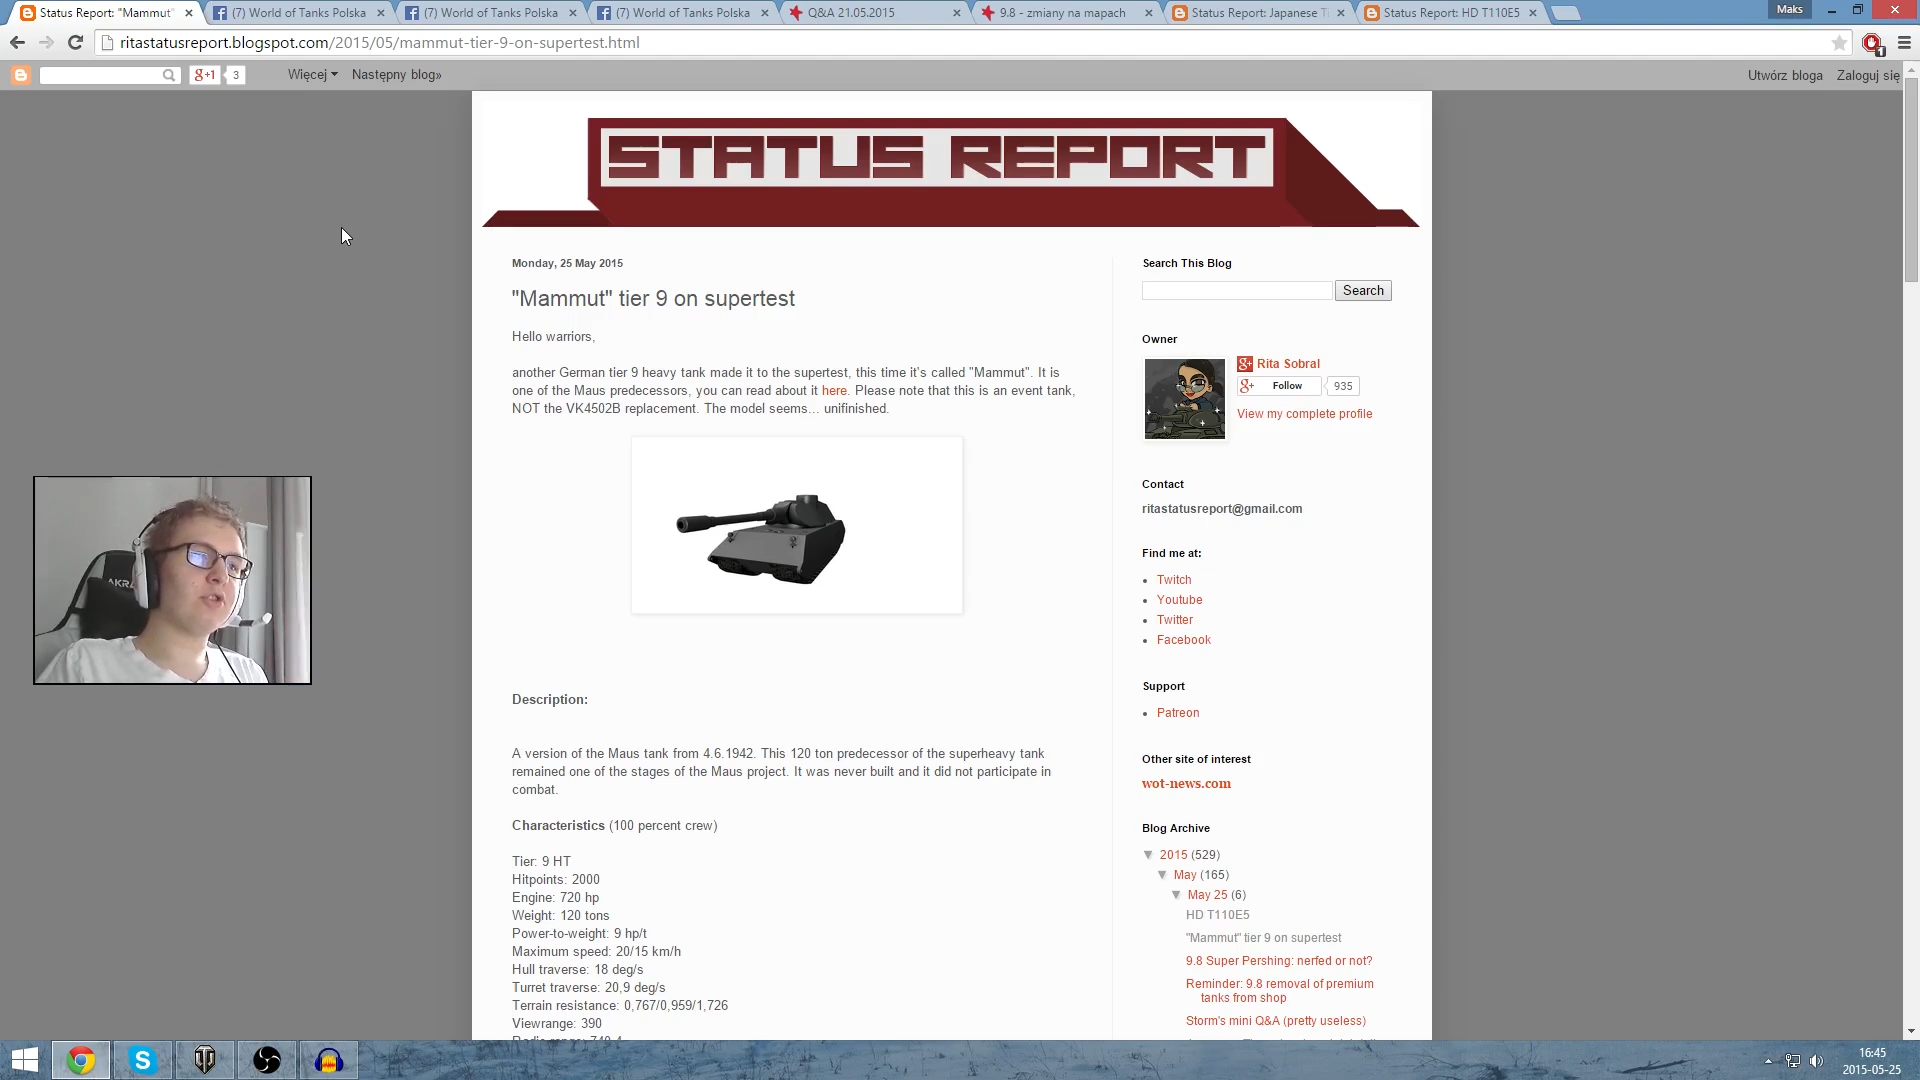 Status Report: "Mammut"
(7) World of Tanks Polska
(7) World of Tanks Polska
(7) World of Tanks Polska
Q&A 21.05.2015
9.8 - zmiany na mapach
Status Report: Japanese T
Status Report: HD T110E5
Maks
ritastatusreport.blogspot.com/2015/05/mammut-tier-9-on-supertest.html
1
g+1 3 Więcej Następny blog» Utwórz bloga Zaloguj się
STATUS REPORT
Monday, 25 May 2015
"Mammut" tier 9 on supertest
Hello warriors,
another German tier 9 heavy tank made it to the supertest, this time it's called "Mammut". It is
one of the Maus predecessors, you can read about it here. Please note that this is an event tank,
NOT the VK4502B replacement. The model seems... unifinished.
Description:
A version of the Maus tank from 4.6.1942. This 120 ton predecessor of the superheavy tank
remained one of the stages of the Maus project. It was never built and it did not participate in
combat.
Characteristics (100 percent crew)
Tier: 9 HT
Hitpoints: 2000
Engine: 720 hp
Weight: 120 tons
Power-to-weight: 9 hp/t
Maximum speed: 20/15 km/h
Hull traverse: 18 deg/s
Turret traverse: 20,9 deg/s
Terrain resistance: 0,767/0,959/1,726
Viewrange: 390
Search This Blog
Search
Owner
g+ Rita Sobral
g+ Follow 935
View my complete profile
Contact
ritastatusreport@gmail.com
Find me at:
Twitch
Youtube
Twitter
Facebook
Support
Patreon
Other site of interest
wot-news.com
Blog Archive
▼ 2015 (529)
▼ May (165)
▼ May 25 (6)
HD T110E5
"Mammut" tier 9 on supertest
9.8 Super Pershing: nerfed or not?
Reminder: 9.8 removal of premium
tanks from shop
Storm's mini Q&A (pretty useless)
16:45
2015-05-25